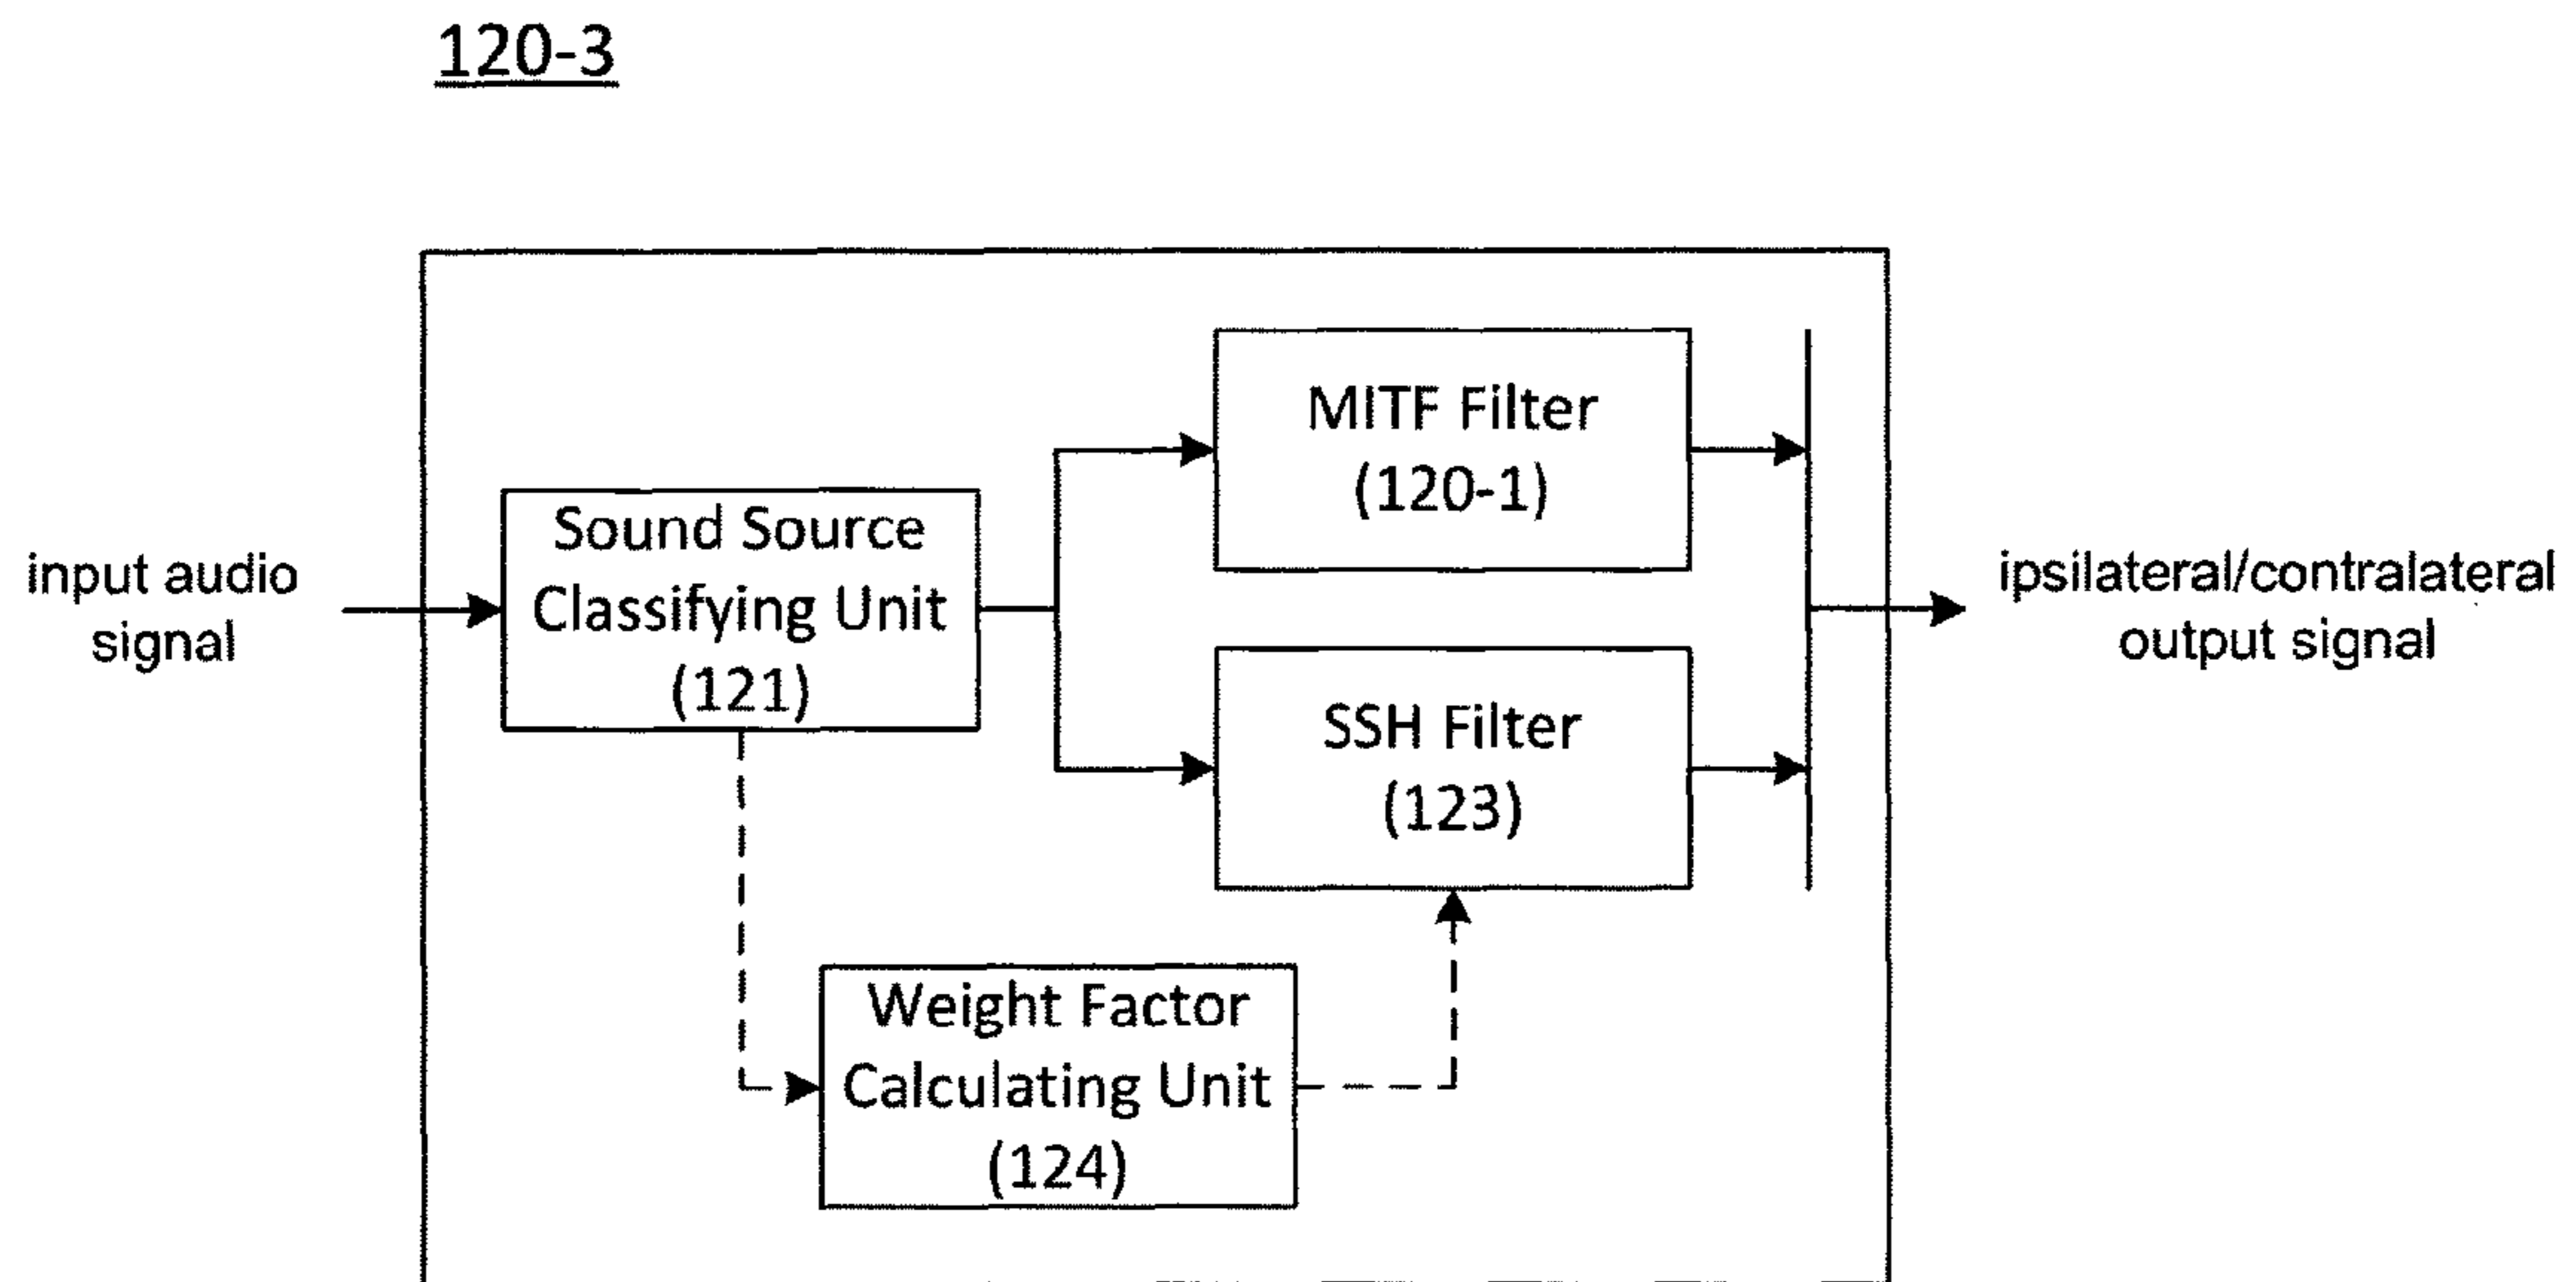 120-3
input audio
signal
Sound Source
Classifying Unit
(121)
MITF Filter
(120-1)
SSH Filter
(123)
Weight Factor
Calculating Unit
(124)
ipsilateral/contralateral
output signal